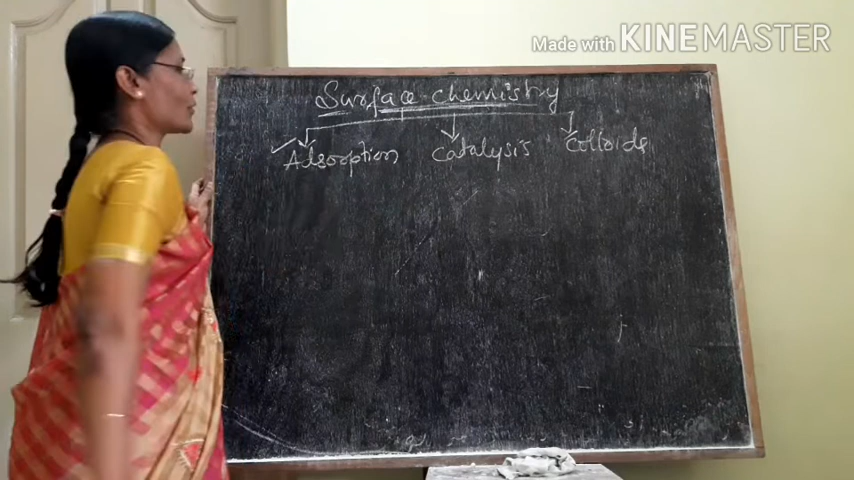 Made with KINEMASTER
Surface chemistry
Adsorption Catalysis Colloids